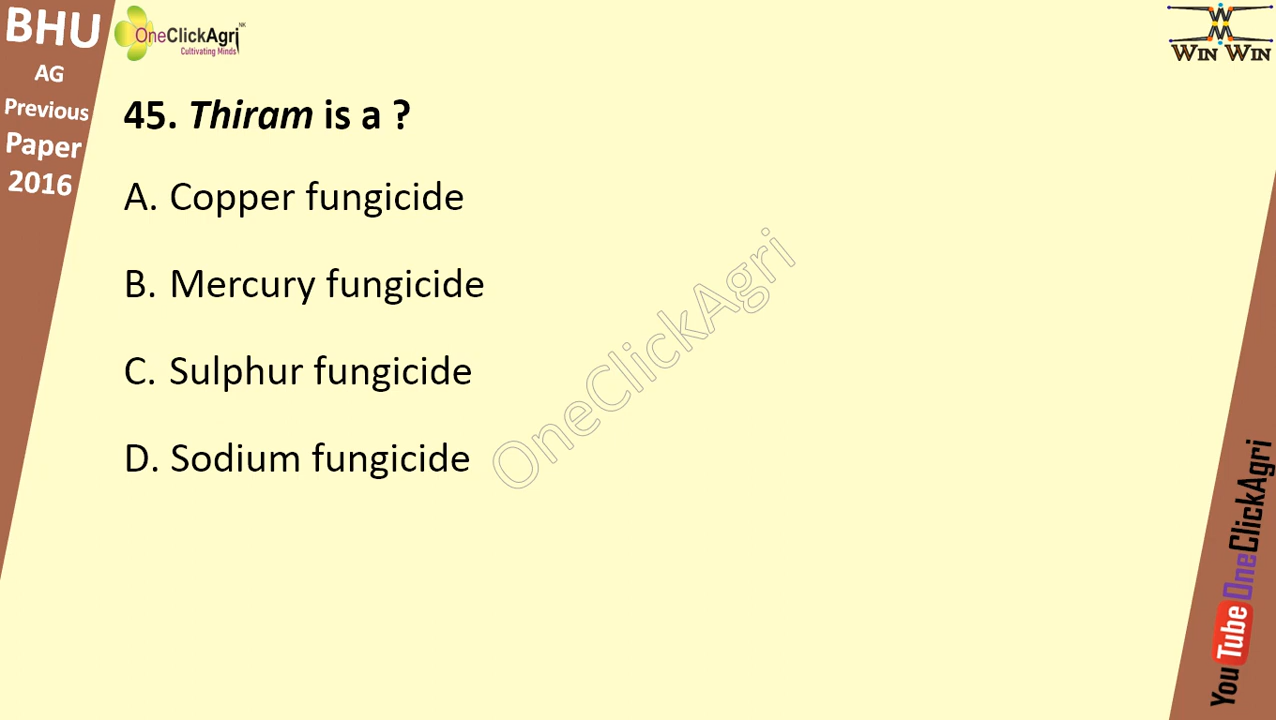 BHU
AG
Previous
Paper
2016
OneClickAgri NK
Cultivating Minds
WIN WIN
45. Thiram is a ?
A. Copper fungicide
B. Mercury fungicide
C. Sulphur fungicide
D. Sodium fungicide
OneClickAgri
YouTube OneClickAgri